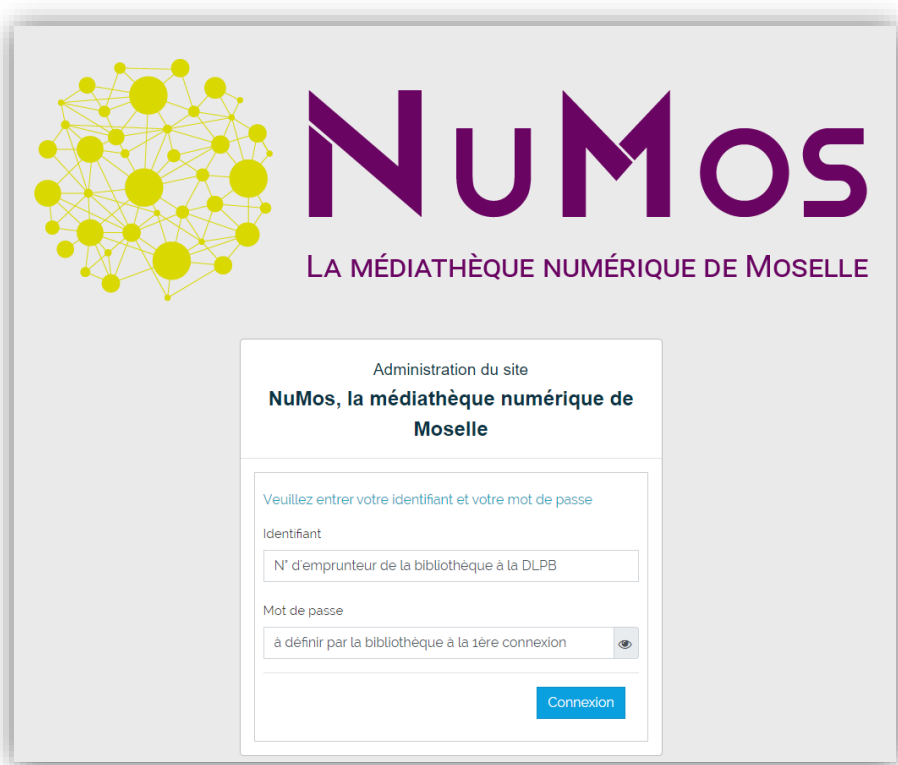 NuMos
La médiathèque numérique de Moselle
Administration du site
NuMos, la médiathèque numérique de
Moselle
Veuillez entrer votre identifiant et votre mot de passe
Identifiant
N° d'emprunteur de la bibliothèque à la DLPB
Mot de passe
à définir par la bibliothèque à la 1ère connexion
Connexion